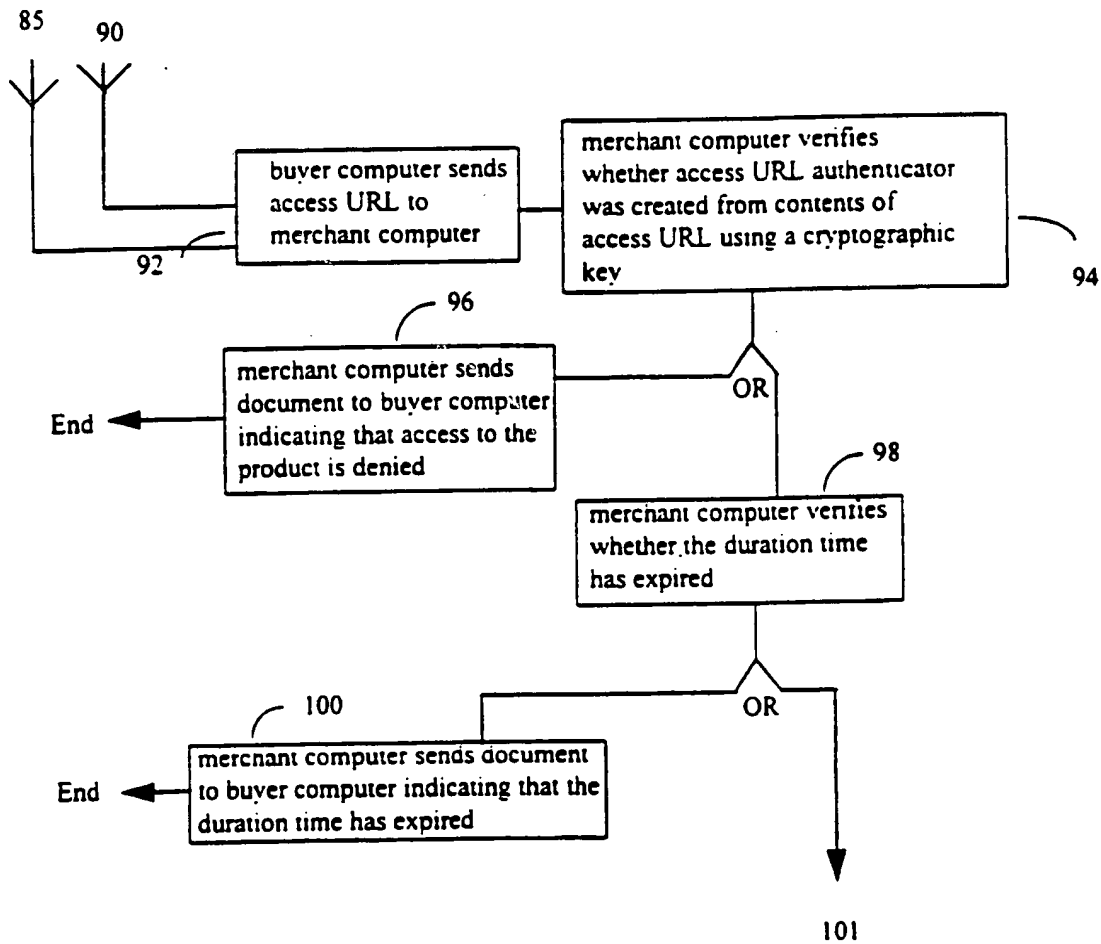 85
90
buyer computer sends
access URL to
merchant computer
92
merchant computer verifies
whether access URL authenticator
was created from contents of
access URL using a cryptographic
key
94
96
merchant computer sends
document to buyer computer
indicating that access to the
product is denied
End
OR
98
merchant computer verifies
whether the duration time
has expired
OR
100
merchant computer sends document
to buyer computer indicating that the
duration time has expired
End
101